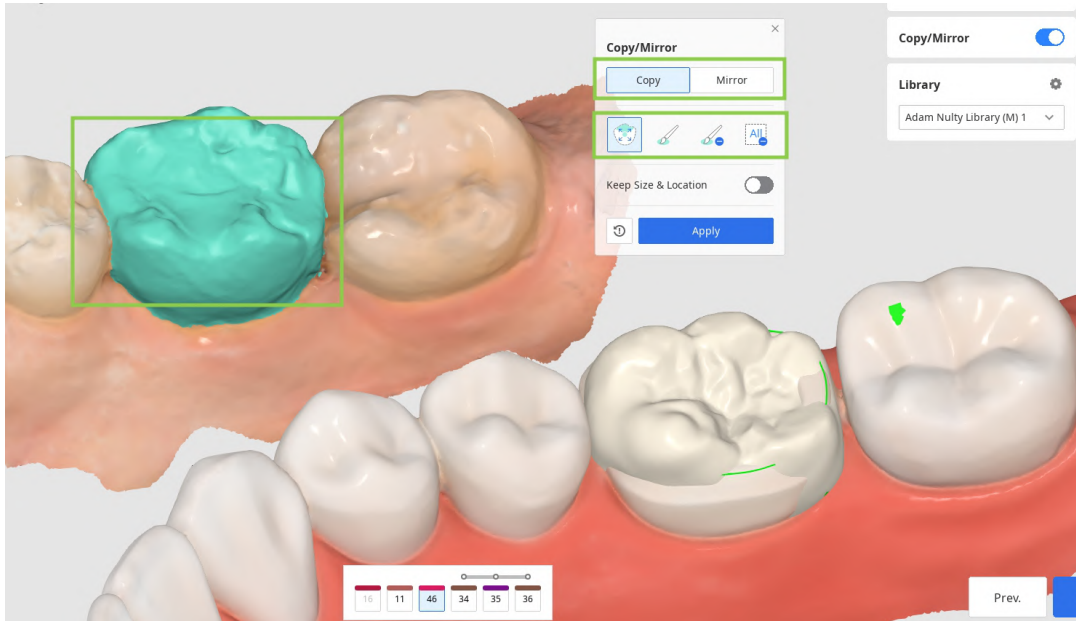 Copy/Mirror
Copy Mirror
All
Keep Size & Location
Apply
Copy/Mirror
Library
Adam Nulty Library (M) 1
16 11 46 34 35 36
Prev.